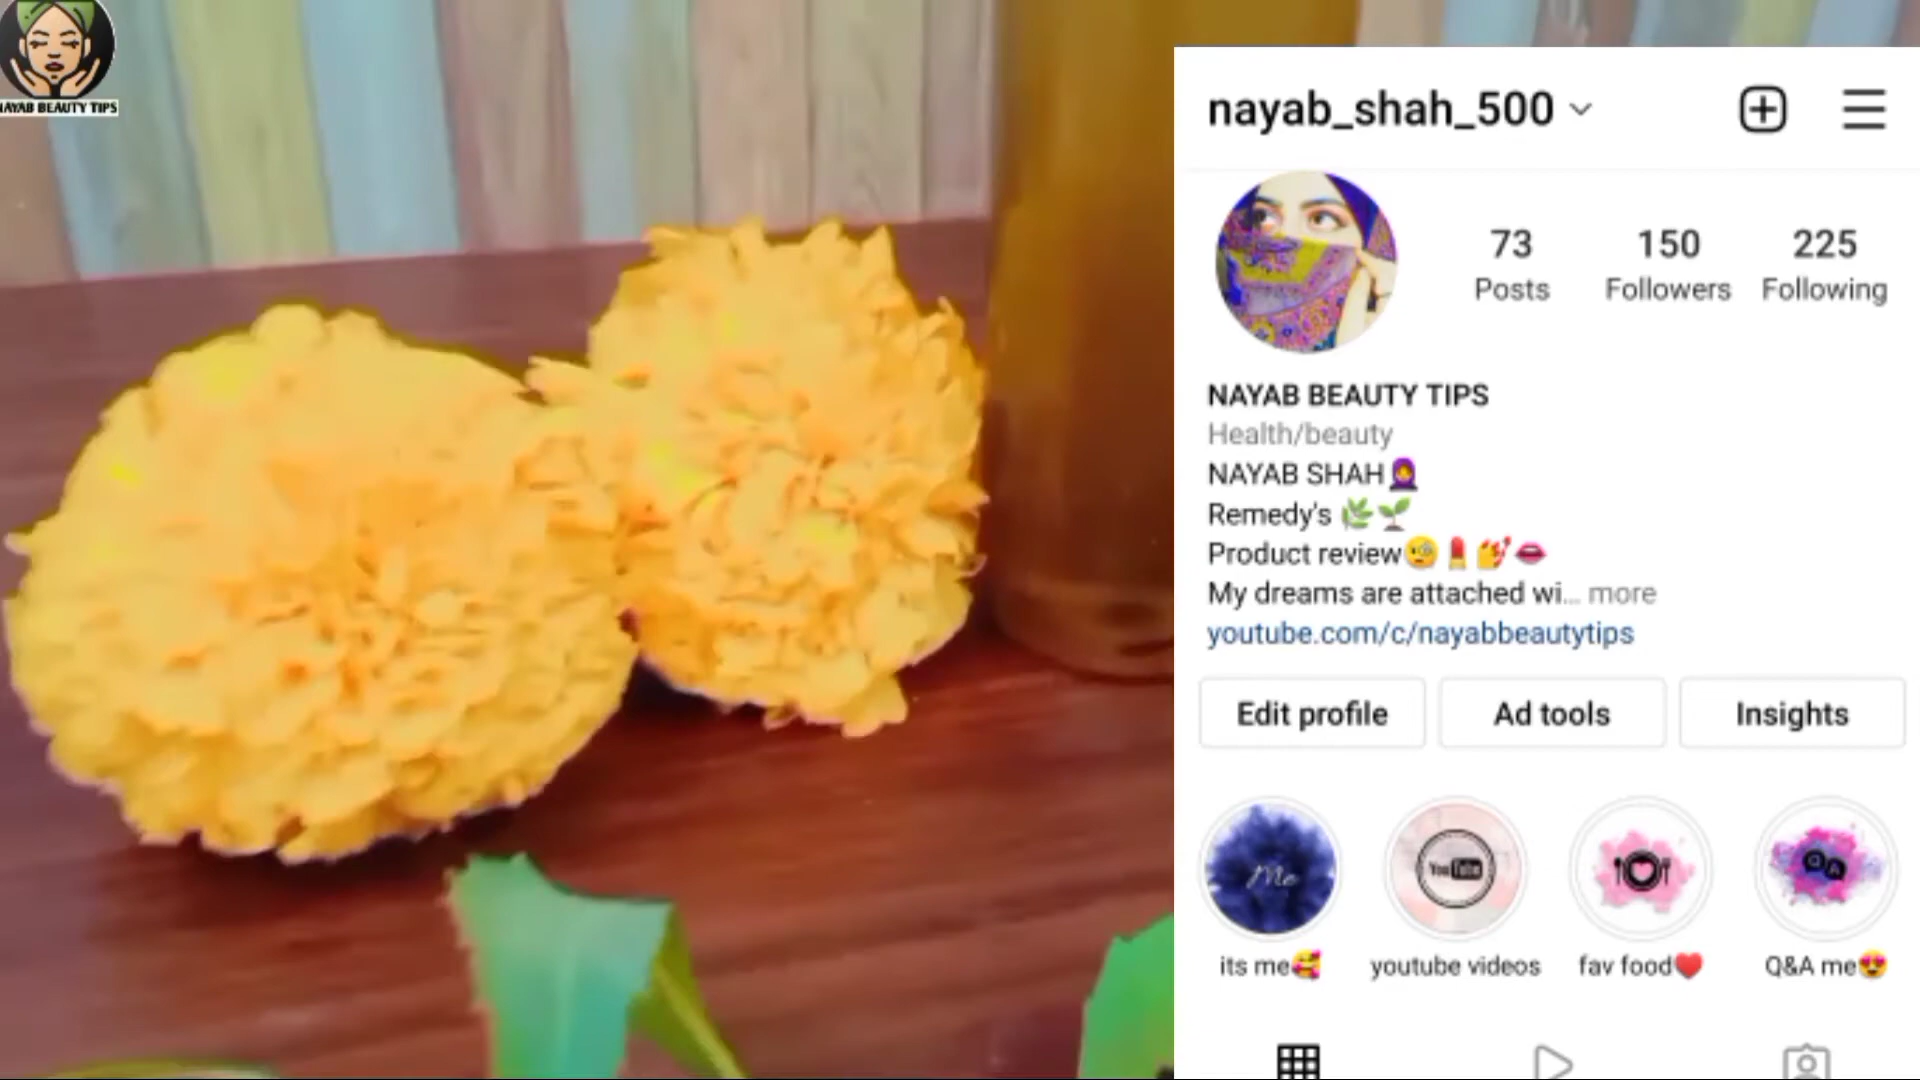 NAYAB BEAUTY TIPS
nayab_shah_500
73
Posts
150
Followers
225
Following
NAYAB BEAUTY TIPS
Health/beauty
NAYAB SHAH🧕
Remedy's 🌿🌱
Product review🧐💄💅👄
My dreams are attached wi... more
youtube.com/c/nayabbeautytips
Edit profile
Ad tools
Insights
Me
YouTube
Q A
its me🥰
youtube videos
fav food❤️
Q&A me😍